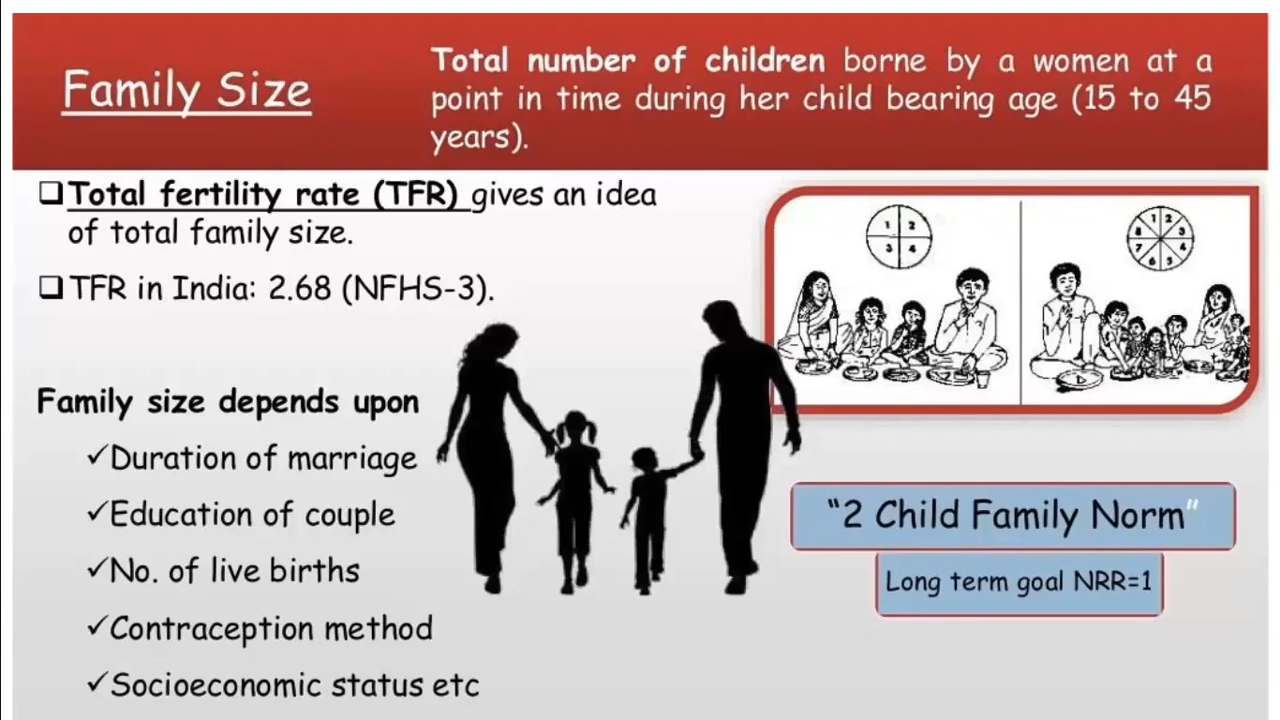 Family Size
Total number of children borne by a women at a
point in time during her child bearing age (15 to 45
years).
❑Total fertility rate (TFR) gives an idea
of total family size.
❑TFR in India: 2.68 (NFHS-3).
Family size depends upon
✓Duration of marriage
✓Education of couple
✓No. of live births
✓Contraception method
✓Socioeconomic status etc
1 2
3 4
1 2
8 3
7 4
6 5
"2 Child Family Norm"
Long term goal NRR=1